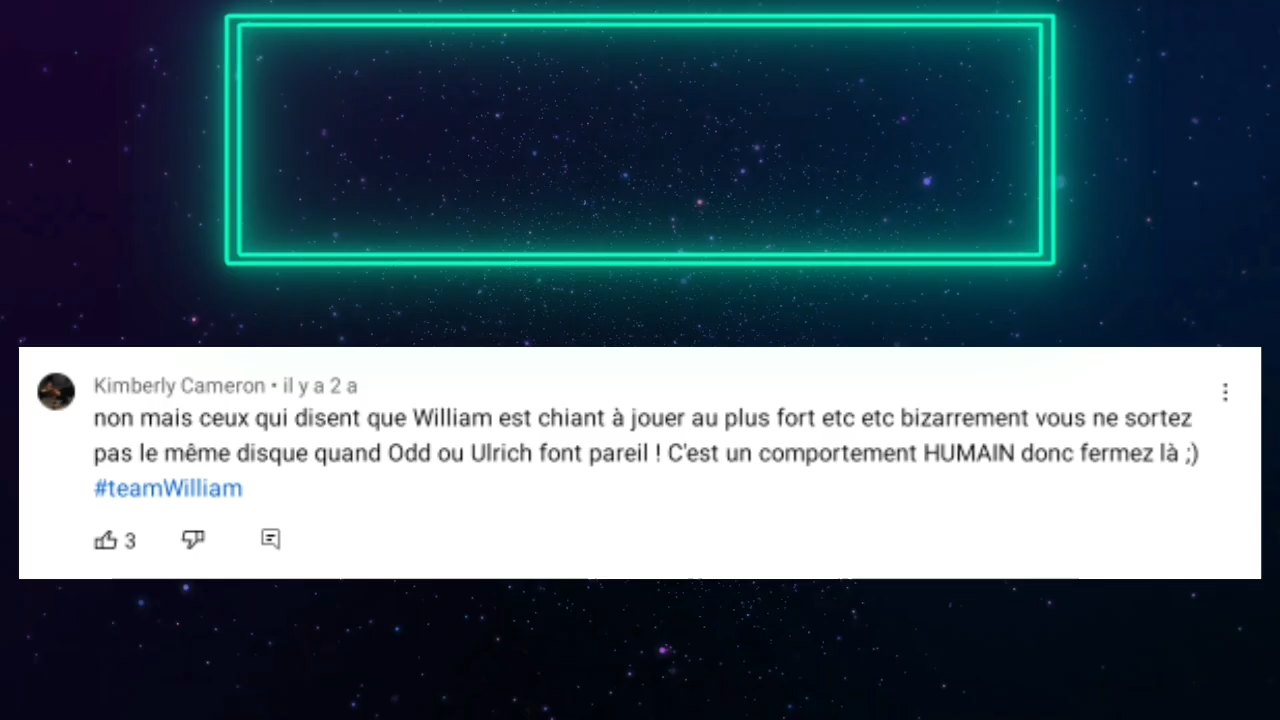 Kimberly Cameron • il y a 2 a
non mais ceux qui disent que William est chiant à jouer au plus fort etc etc bizarrement vous ne sortez
pas le même disque quand Odd ou Ulrich font pareil ! C'est un comportement HUMAIN donc fermez là ;)
#teamWilliam
3